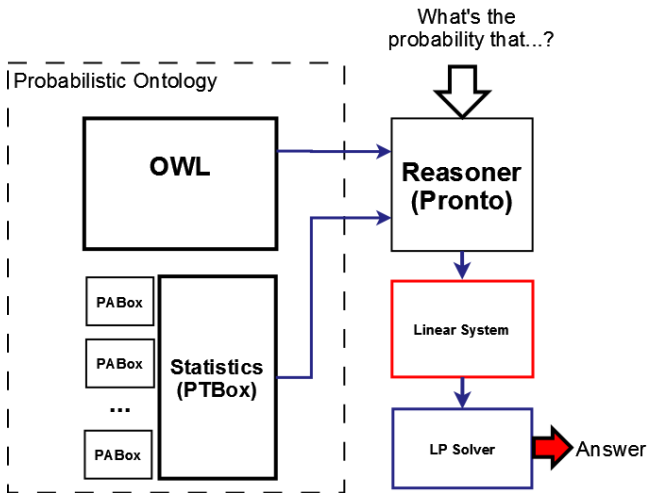 What's the
probability that...?
Probabilistic Ontology
OWL
Reasoner
(Pronto)
PABox
PABox
...
PABox
Statistics
(PTBox)
Linear System
LP Solver
Answer